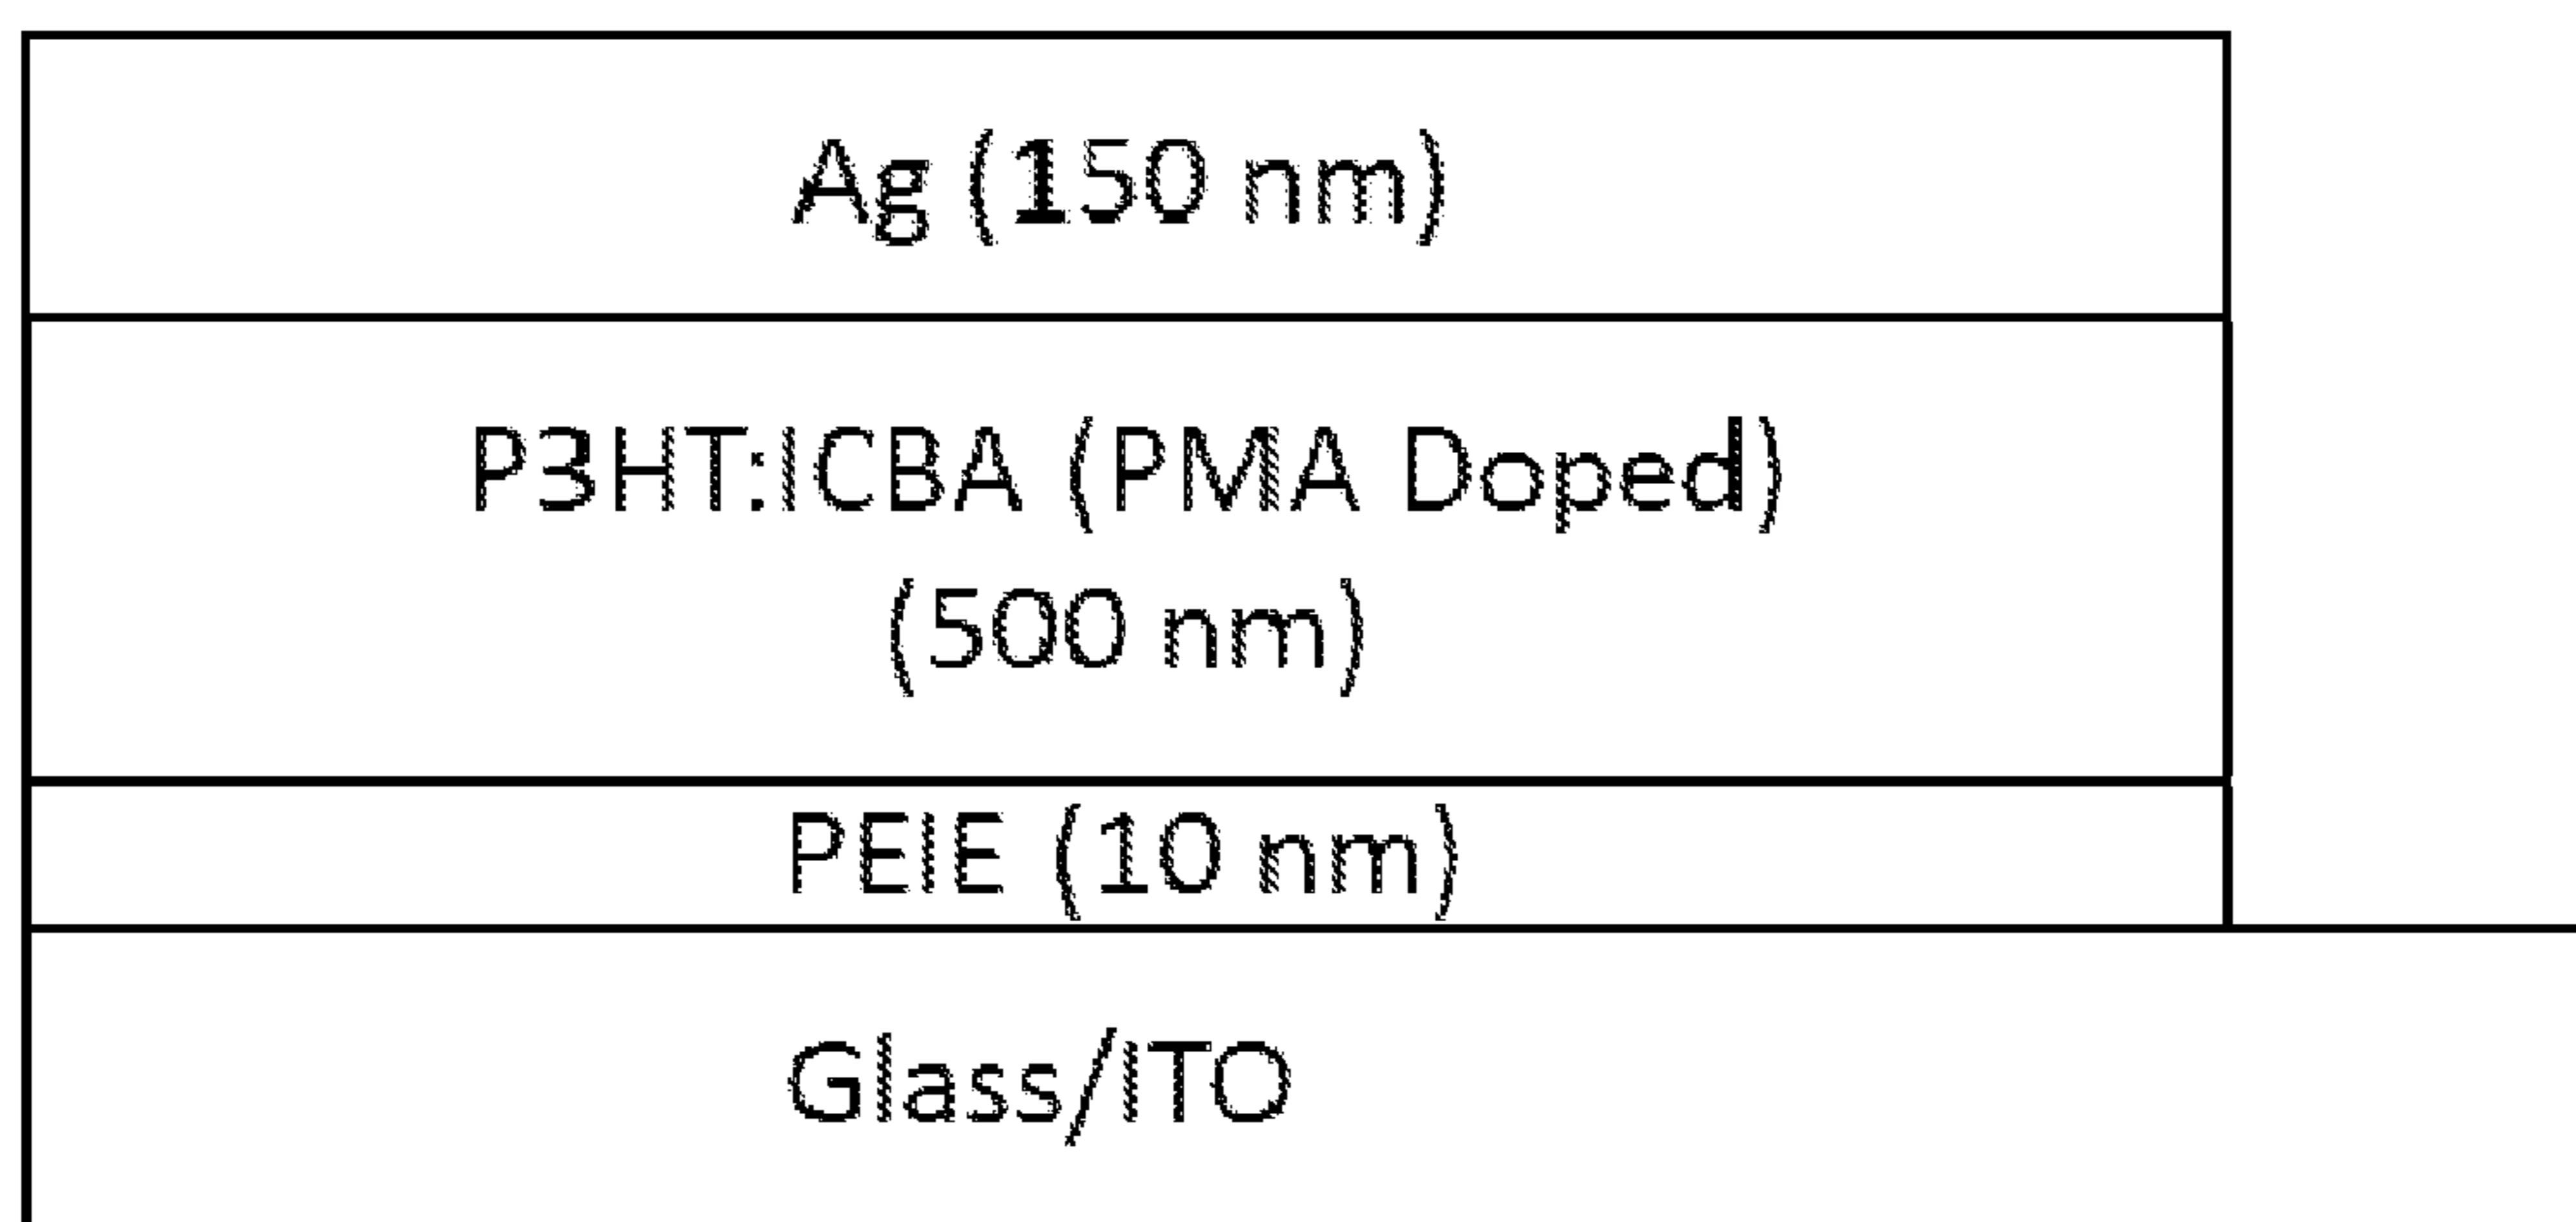 Ag (150 nm)
P3HT:ICBA (PMA Doped)
(500 nm)
PEIE (10 nm)
Glass/ITO